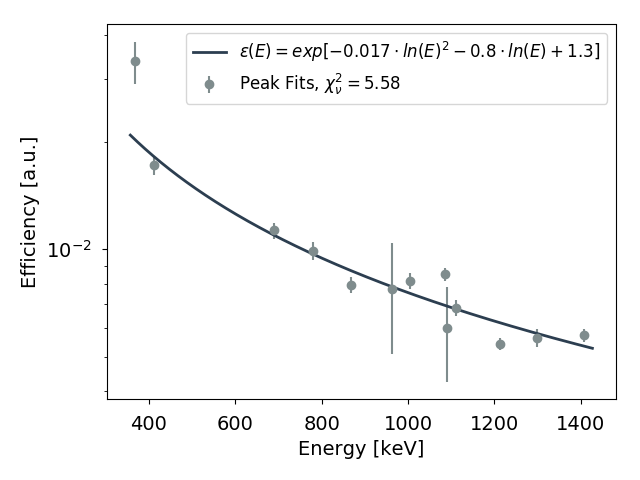 ε(E) = exp[−0.017 · ln(E)² − 0.8 · ln(E) + 1.3]
Peak Fits, χ²ᵥ = 5.58
Efficiency [a.u.]
10⁻²
400 600 800 1000 1200 1400
Energy [keV]